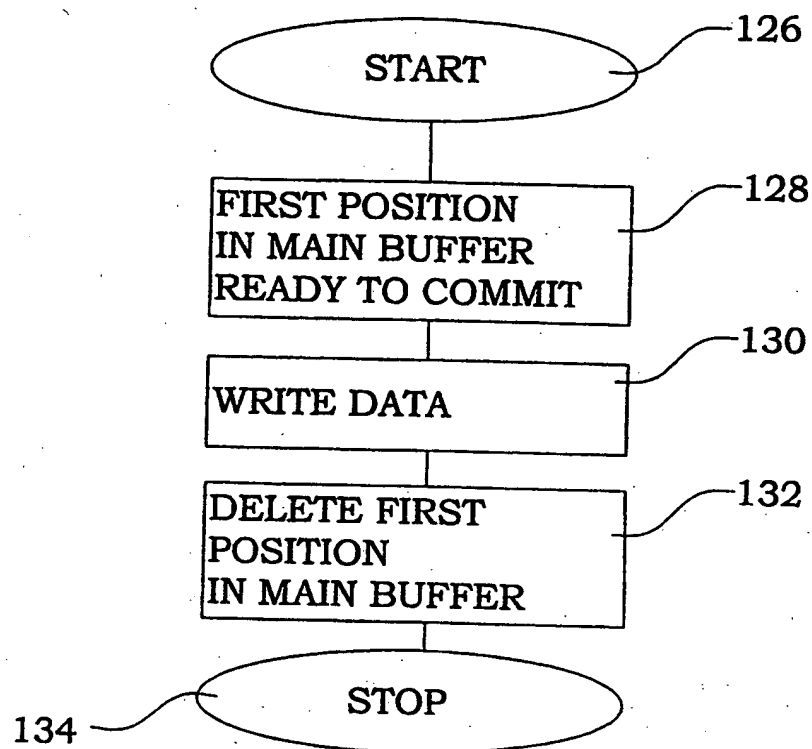 126
START
128
FIRST POSITION
IN MAIN BUFFER
READY TO COMMIT
130
WRITE DATA
132
DELETE FIRST
POSITION
IN MAIN BUFFER
STOP
134